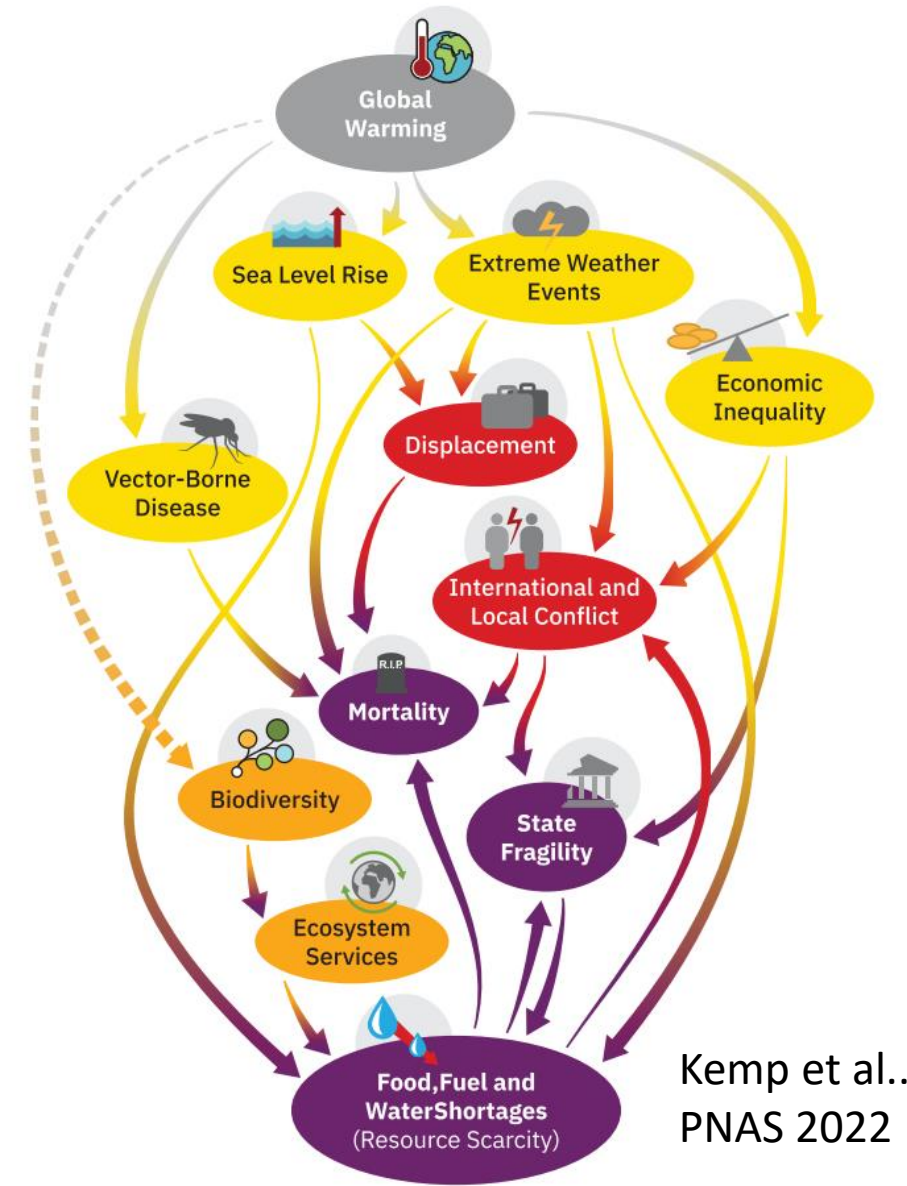 Global
Warming
Sea Level Rise
Extreme Weather
Events
Economic
Inequality
Displacement
Vector-Borne
Disease
International and
Local Conflict
R.I.P
Mortality
Biodiversity
State
Fragility
Ecosystem
Services
Food,Fuel and
WaterShortages
(Resource Scarcity)
Kemp et al..
PNAS 2022